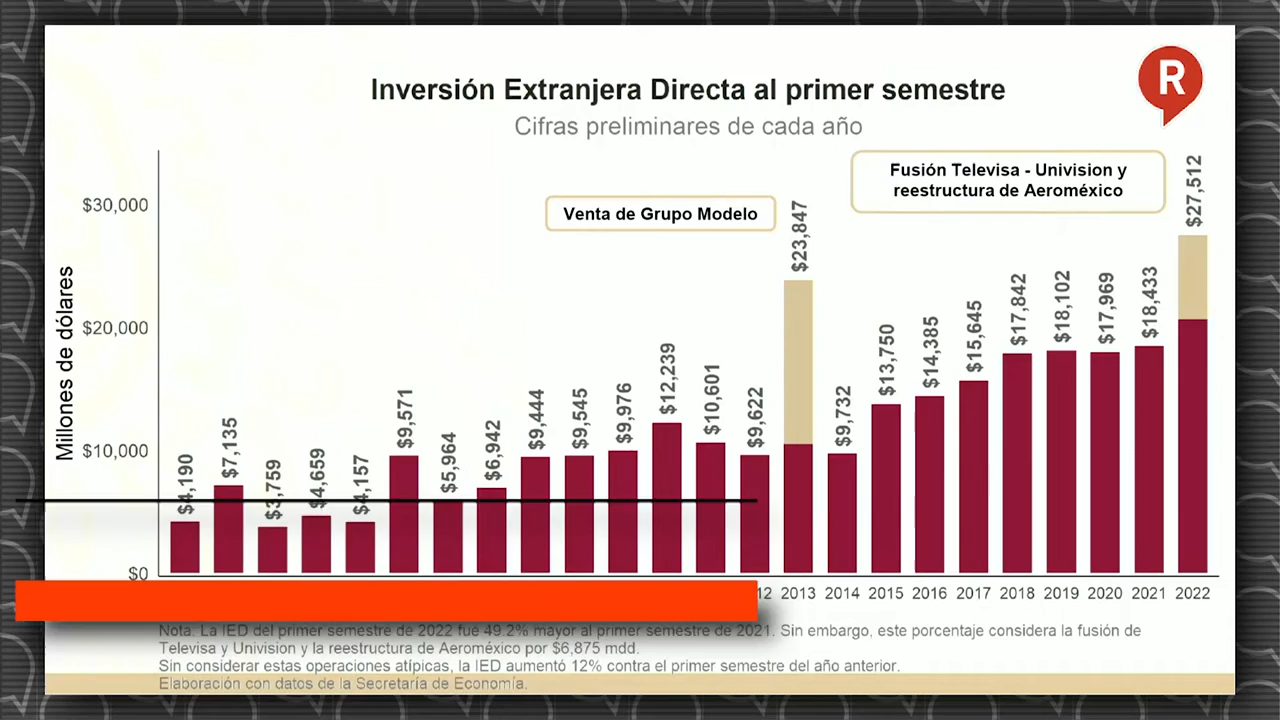 Inversión Extranjera Directa al primer semestre
Cifras preliminares de cada año
R
Fusión Televisa - Univision y
reestructura de Aeroméxico
Venta de Grupo Modelo
Millones de dólares
$30,000
$20,000
$10,000
$0
$4,190
$7,135
$3,759
$4,659
$4,157
$9,571
$5,964
$6,942
$9,444
$9,545
$9,976
$12,239
$10,601
$9,622
$23,847
$9,732
$13,750
$14,385
$15,645
$17,842
$18,102
$17,969
$18,433
$27,512
12 2013 2014 2015 2016 2017 2018 2019 2020 2021 2022
Nota. La IED del primer semestre de 2022 fue 49.2% mayor al primer semestre de 2021. Sin embargo, este porcentaje considera la fusión de
Televisa y Univisión y la reestructura de Aeroméxico por $6,875 mdd.
Sin considerar estas operaciones atípicas, la IED aumentó 12% contra el primer semestre del año anterior.
Elaboración con datos de la Secretaría de Economía.